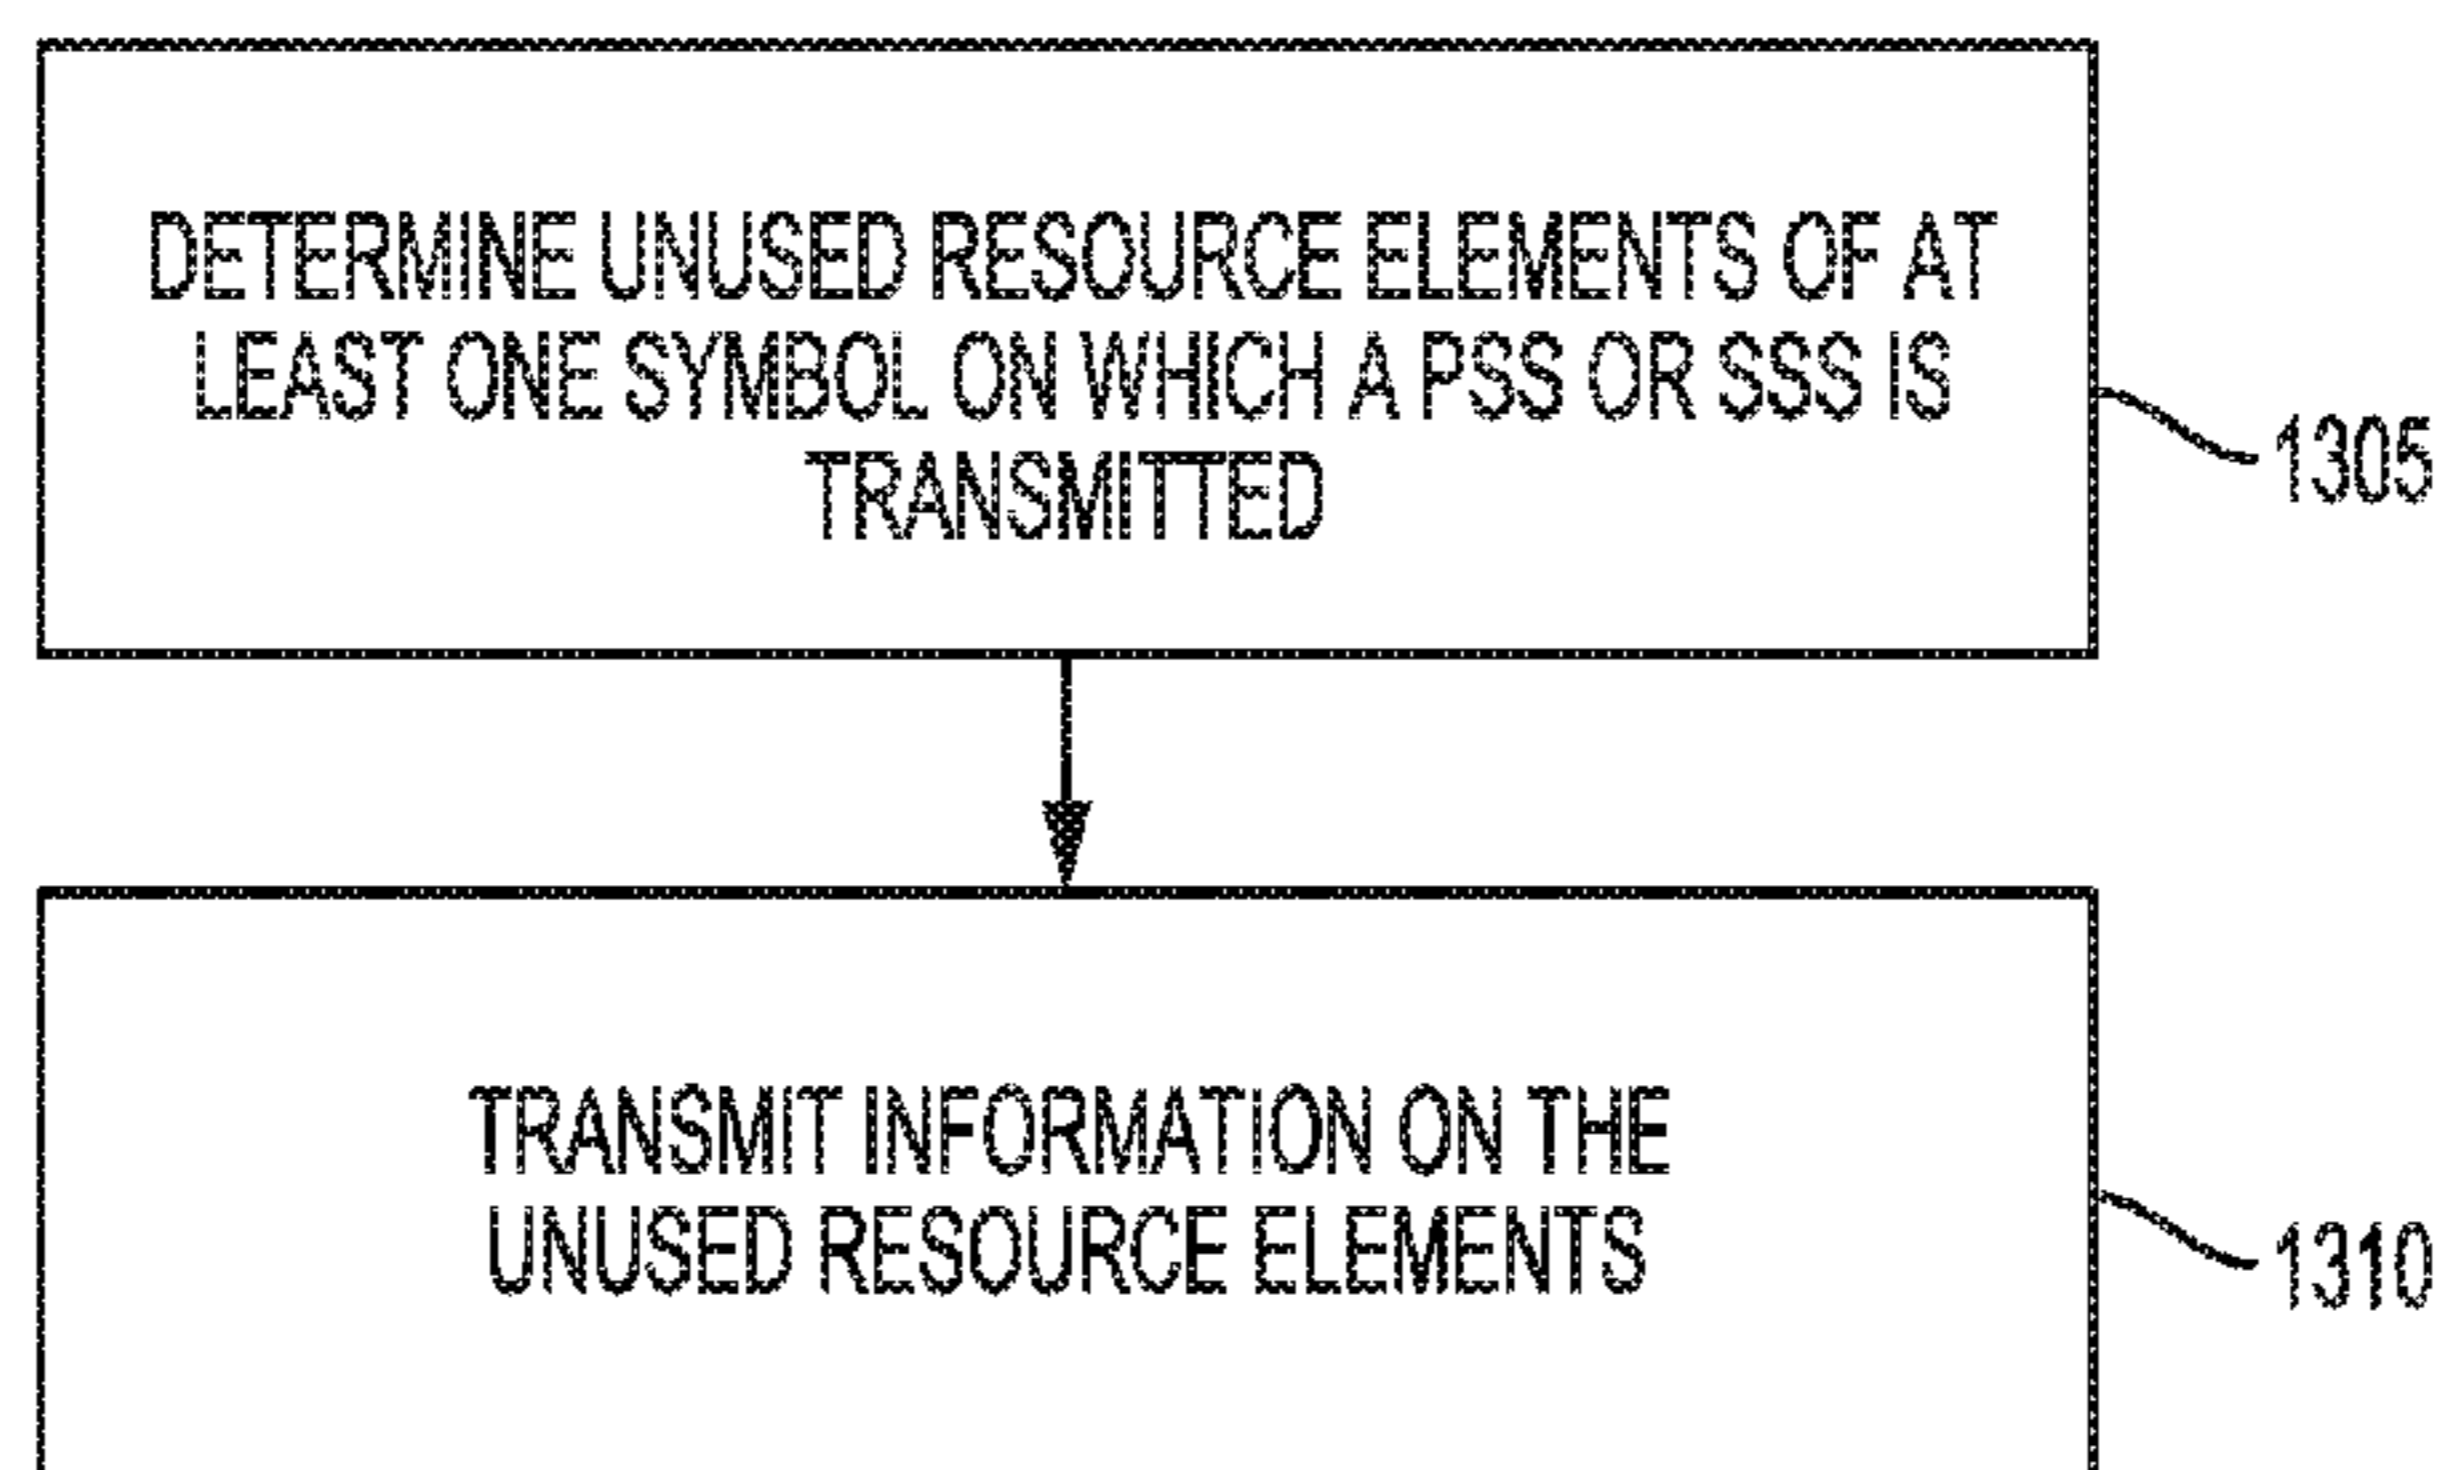 DETERMINE UNUSED RESOURCE ELEMENTS OF AT
LEAST ONE SYMBOL ON WHICH A PSS OR SSS IS
TRANSMITTED
1305
TRANSMIT INFORMATION ON THE
UNUSED RESOURCE ELEMENTS
1310